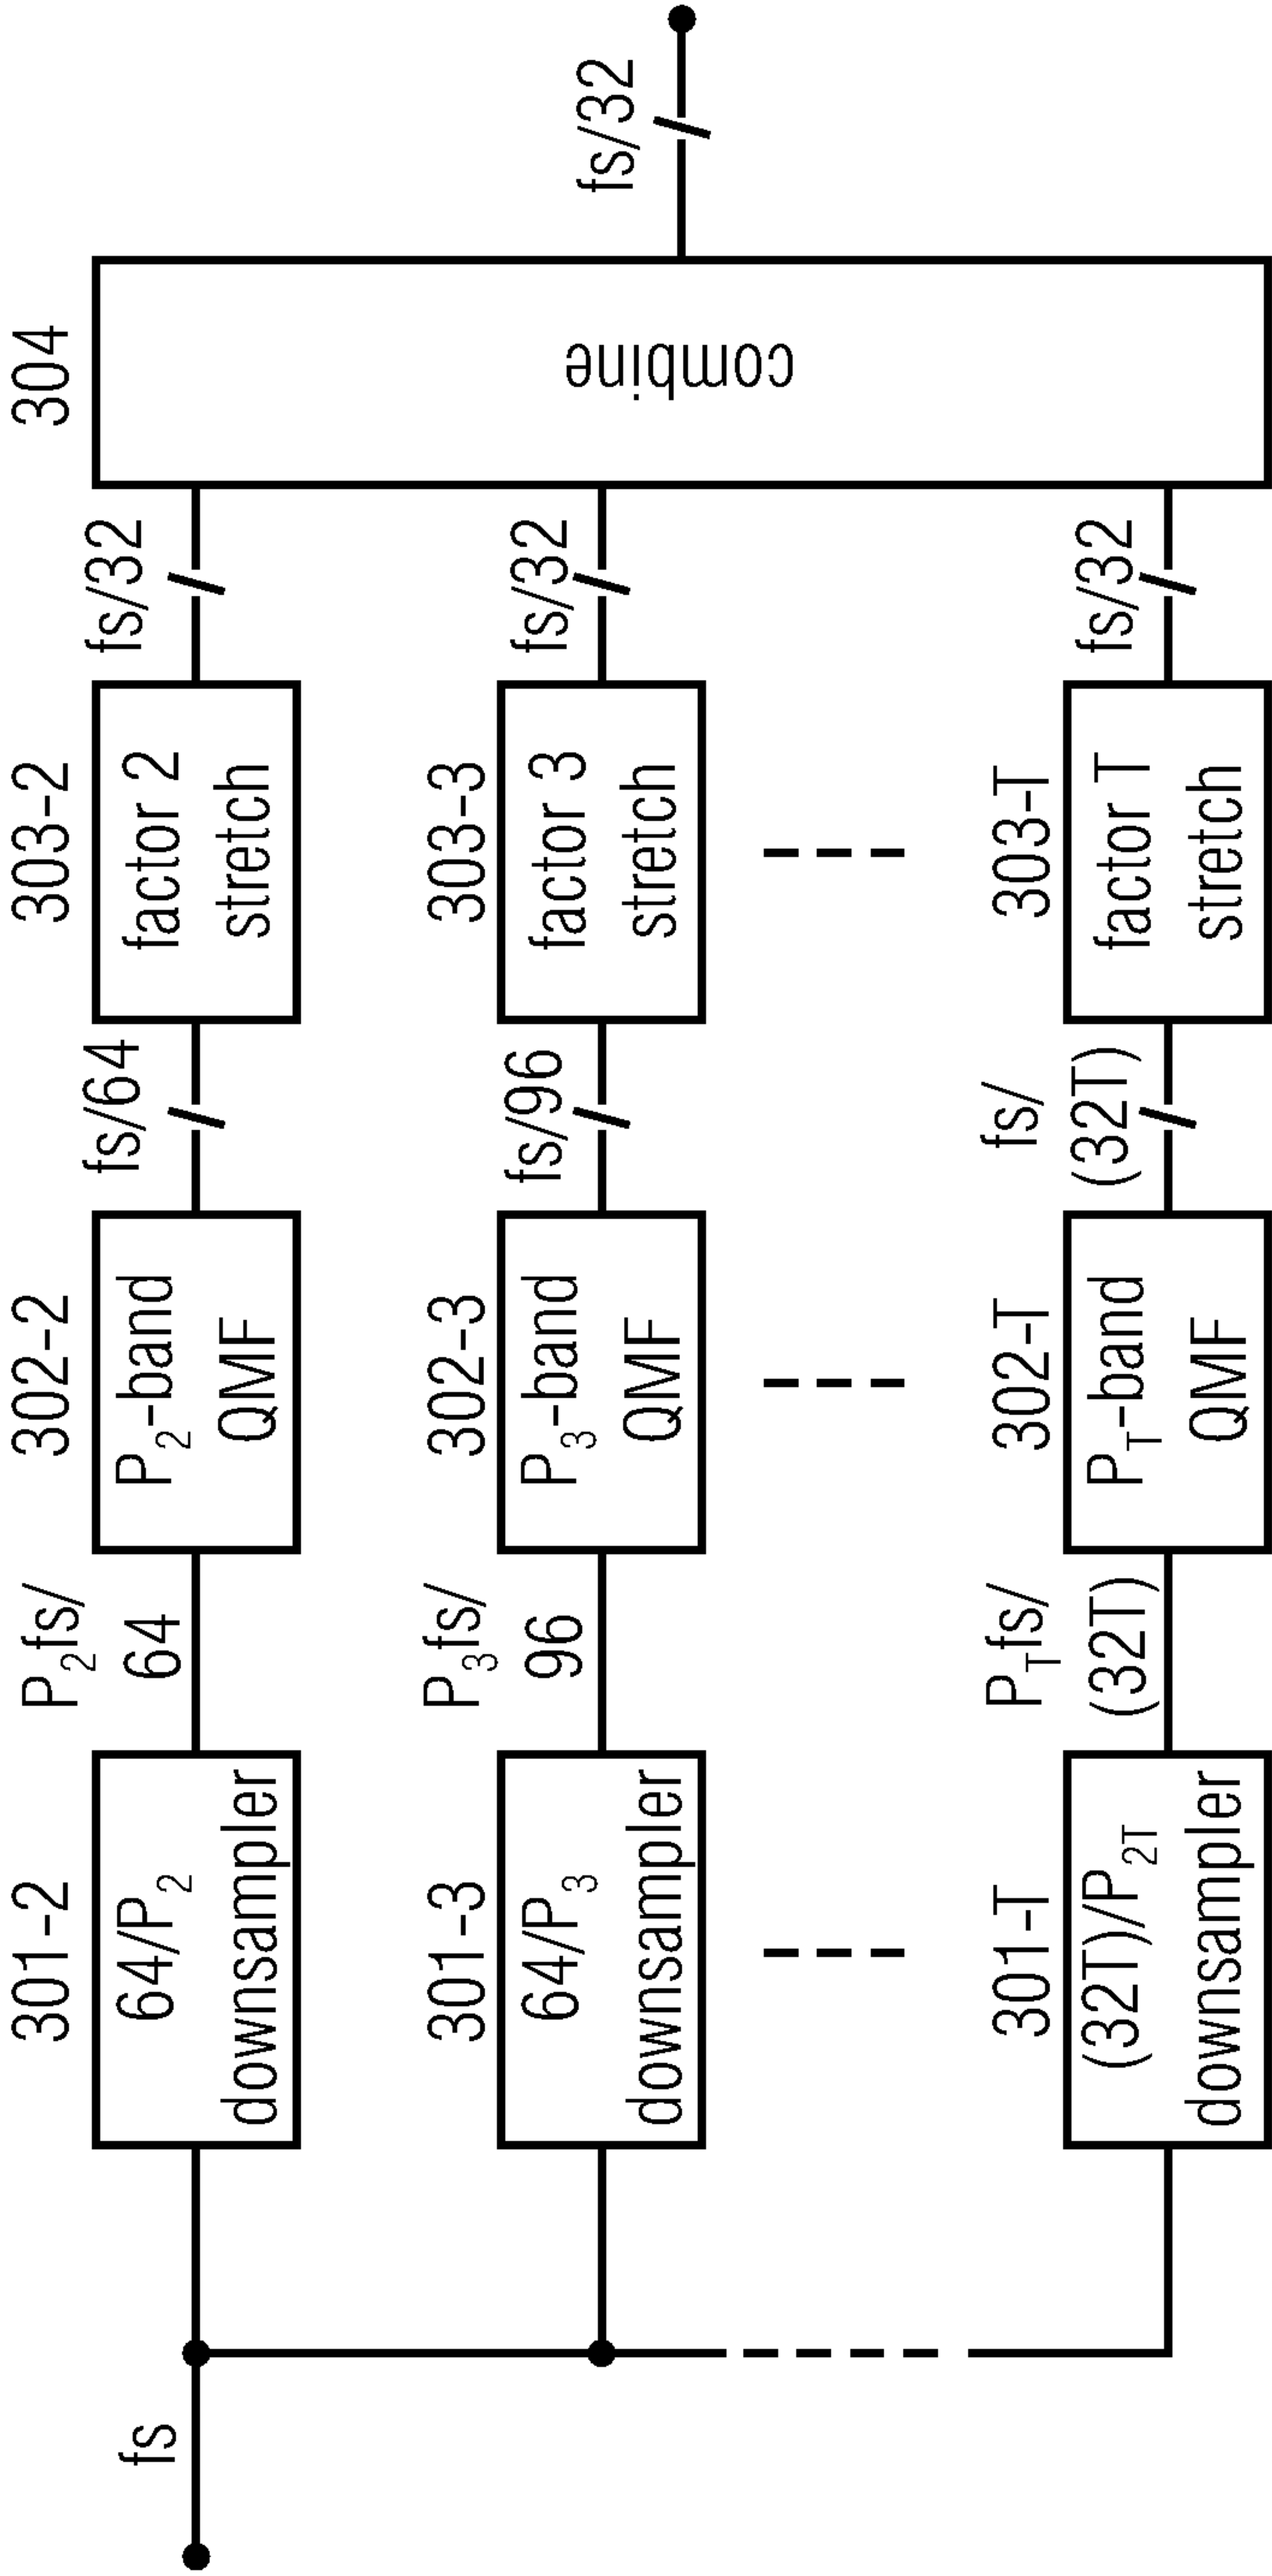 fs
301-2
64/P2
downsampler
P2fs/
64
302-2
P2-band
QMF
fs/64
303-2
factor 2
stretch
fs/32
301-3
64/P3
downsampler
P3fs/
96
302-3
P3-band
QMF
fs/96
303-3
factor 3
stretch
fs/32
301-T
(32T)/P2T
downsampler
PTfs/
(32T)
302-T
PT-band
QMF
fs/
(32T)
303-T
factor T
stretch
fs/32
304
combine
fs/32